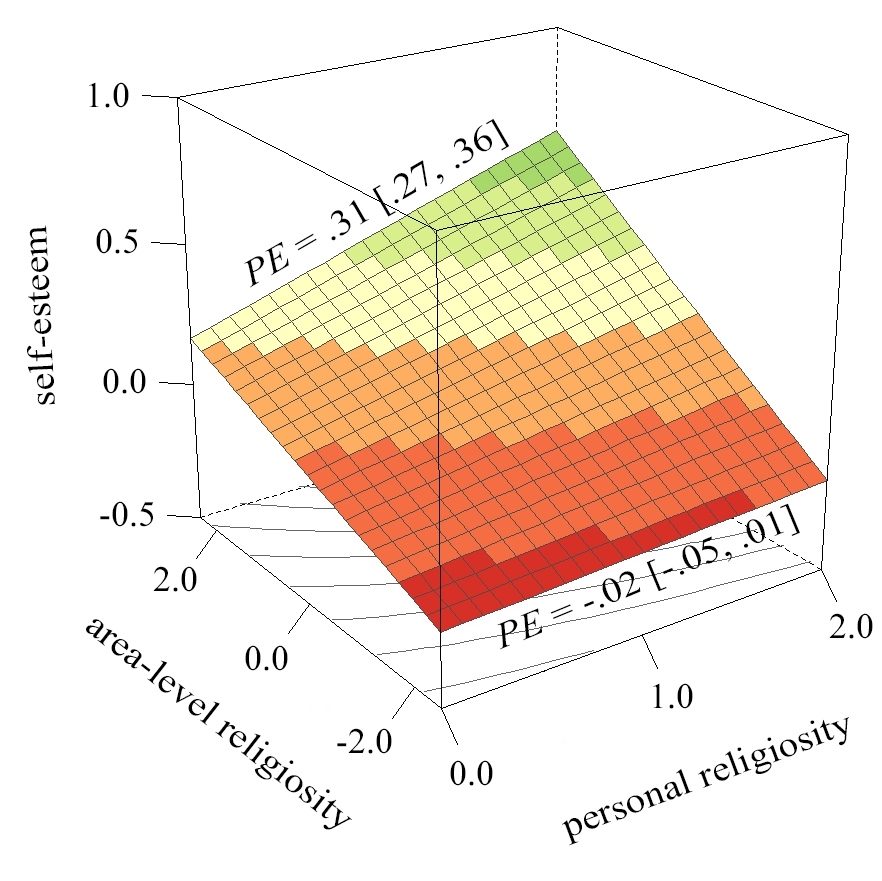 1.0
0.5
0.0
-0.5
self-esteem
PE = .31 [.27, .36]
PE = -.02 [-.05, .01]
2.0
0.0
-2.0
area-level religiosity
0.0
1.0
2.0
personal religiosity